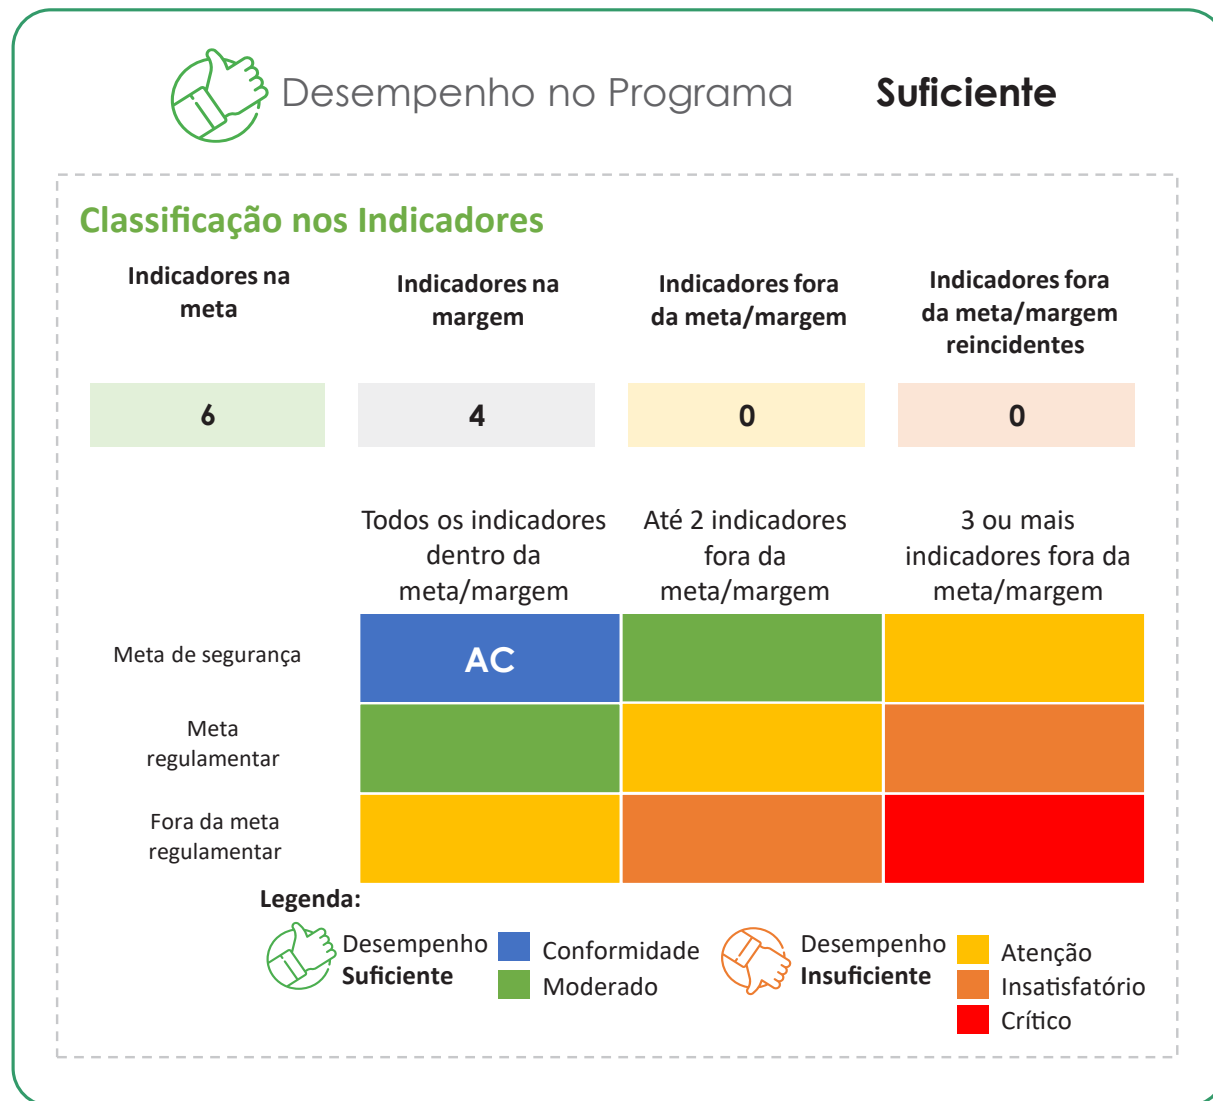 Desempenho no Programa Suficiente
Classificação nos Indicadores
Indicadores na
meta
Indicadores na
margem
Indicadores fora
da meta/margem
Indicadores fora
da meta/margem
reincidentes
6
4
0
0
Todos os indicadores
dentro da
meta/margem
Até 2 indicadores
fora da
meta/margem
3 ou mais
indicadores fora da
meta/margem
Meta de segurança
AC
Meta
regulamentar
Fora da meta
regulamentar
Legenda:
Desempenho
Suficiente
Conformidade
Moderado
Desempenho
Insuficiente
Atenção
Insatisfatório
Crítico